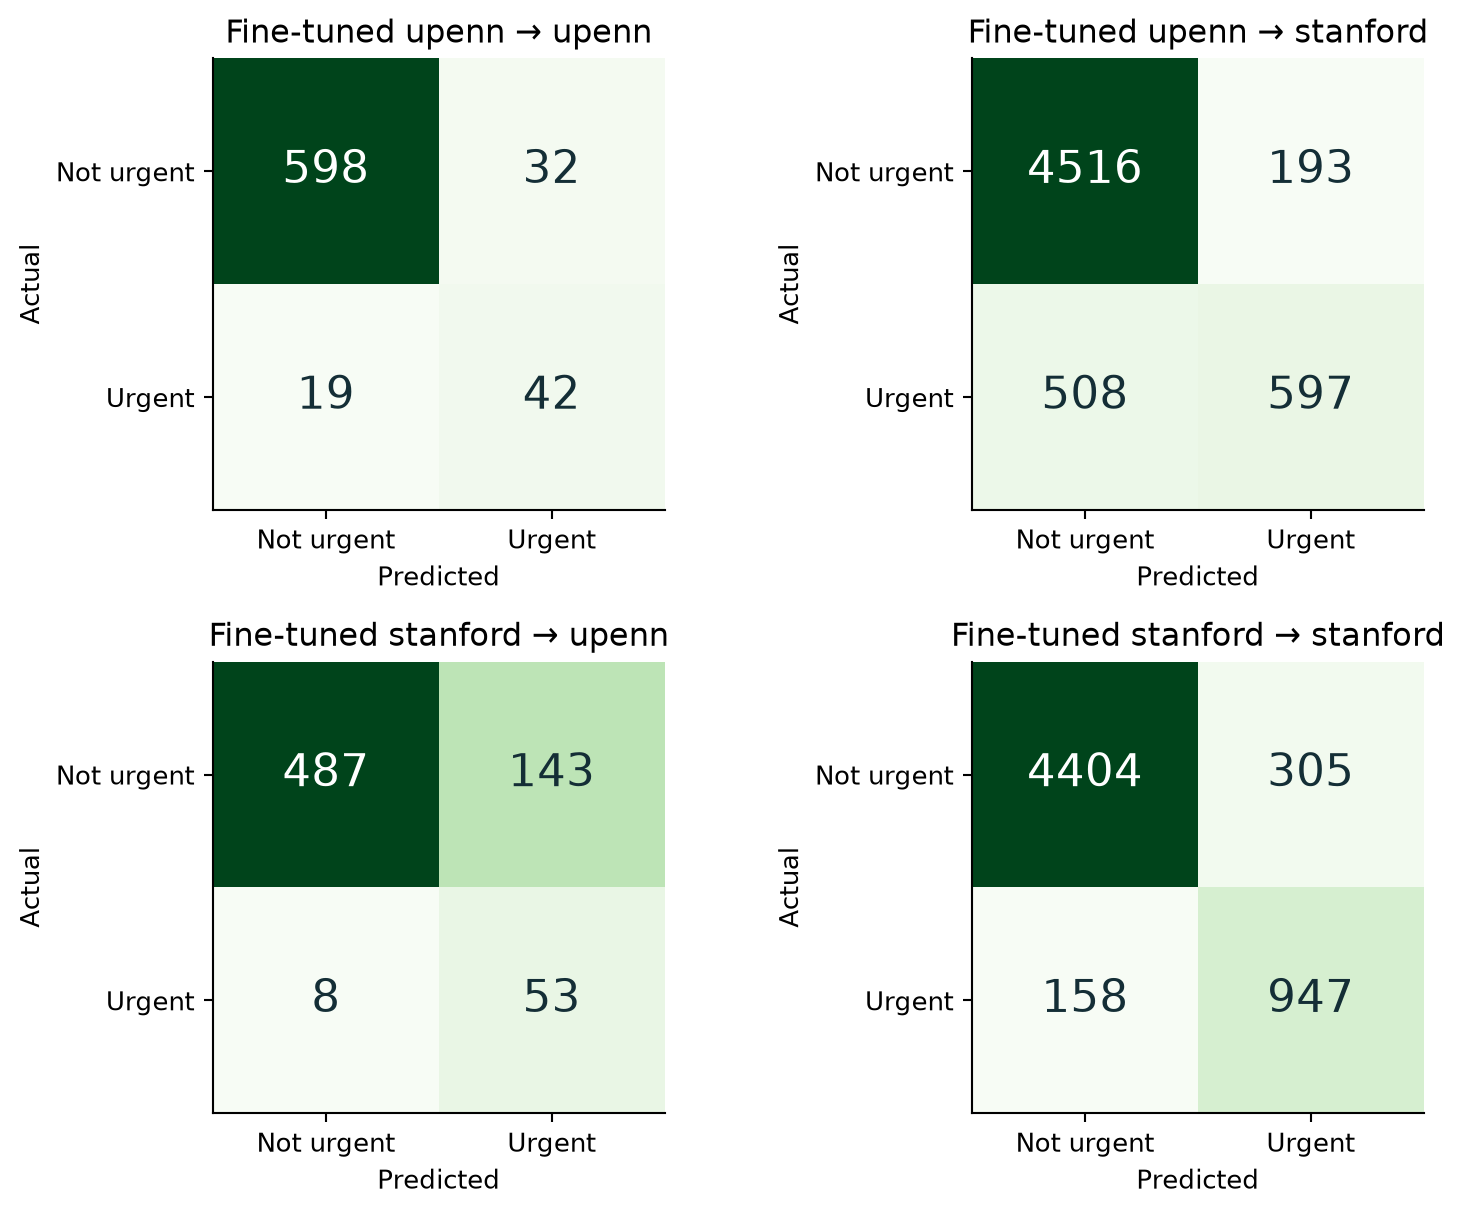 Fine-tuned upenn → upenn
Actual
Not urgent
598
32
Urgent
19
42
Not urgent
Urgent
Predicted
Fine-tuned upenn → stanford
Actual
Not urgent
4516
193
Urgent
508
597
Not urgent
Urgent
Predicted
Fine-tuned stanford → upenn
Actual
Not urgent
487
143
Urgent
8
53
Not urgent
Urgent
Predicted
Fine-tuned stanford → stanford
Actual
Not urgent
4404
305
Urgent
158
947
Not urgent
Urgent
Predicted